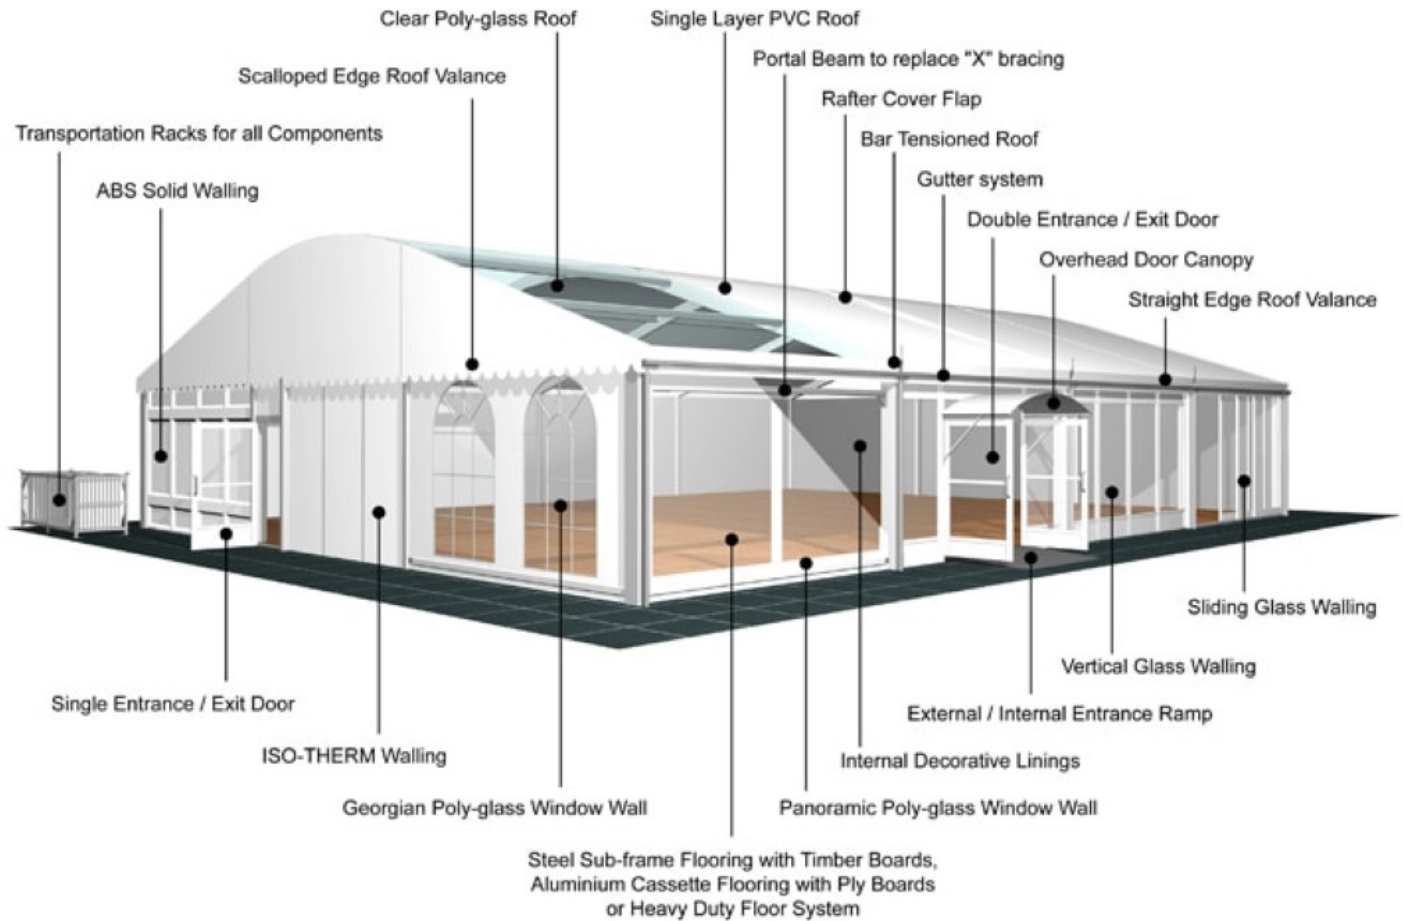 Clear Poly-glass Roof
Single Layer PVC Roof
Portal Beam to replace "X" bracing
Scalloped Edge Roof Valance
Rafter Cover Flap
Transportation Racks for all Components
Bar Tensioned Roof
ABS Solid Walling
Gutter system
Double Entrance / Exit Door
Overhead Door Canopy
Straight Edge Roof Valance
Sliding Glass Walling
Vertical Glass Walling
Single Entrance / Exit Door
External / Internal Entrance Ramp
ISO-THERM Walling
Internal Decorative Linings
Georgian Poly-glass Window Wall
Panoramic Poly-glass Window Wall
Steel Sub-frame Flooring with Timber Boards,
Aluminium Cassette Flooring with Ply Boards
or Heavy Duty Floor System